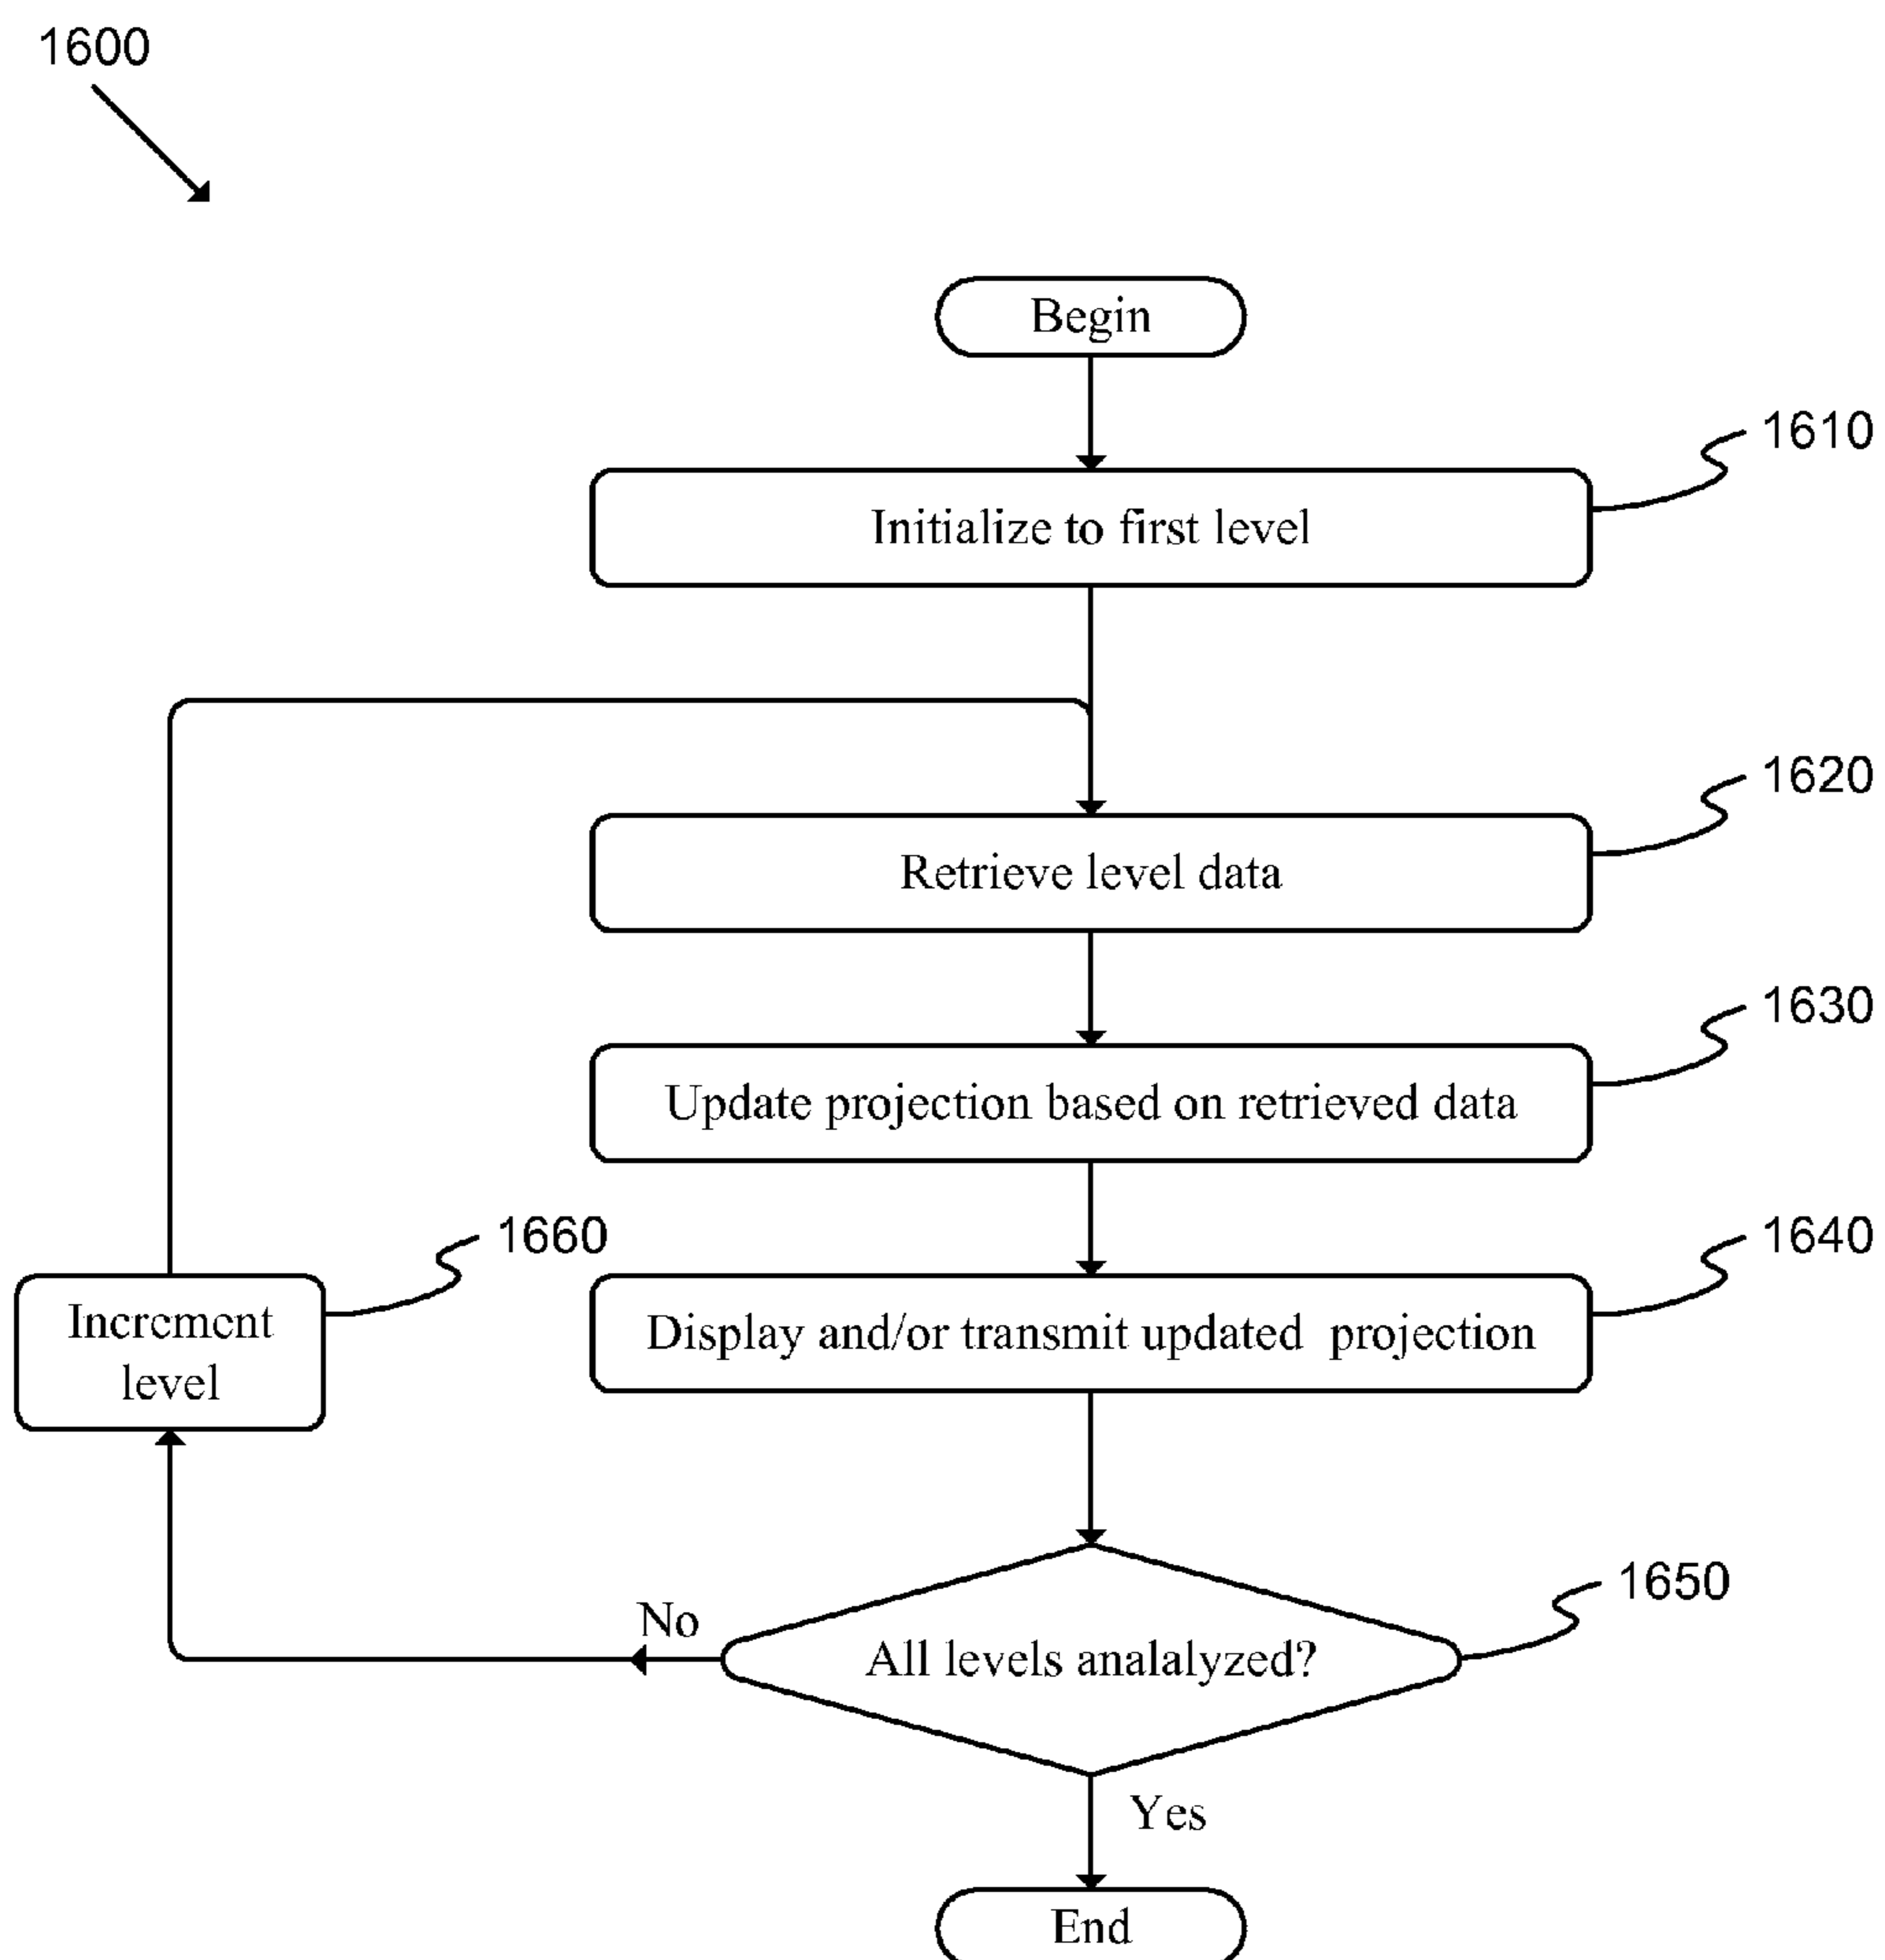 1600
Begin
1610
Initialize to first level
1620
Retrieve level data
1630
Update projection based on retrieved data
1660
1640
Increment
level
Display and/or transmit updated projection
1650
No
All levels analalyzed?
Yes
End